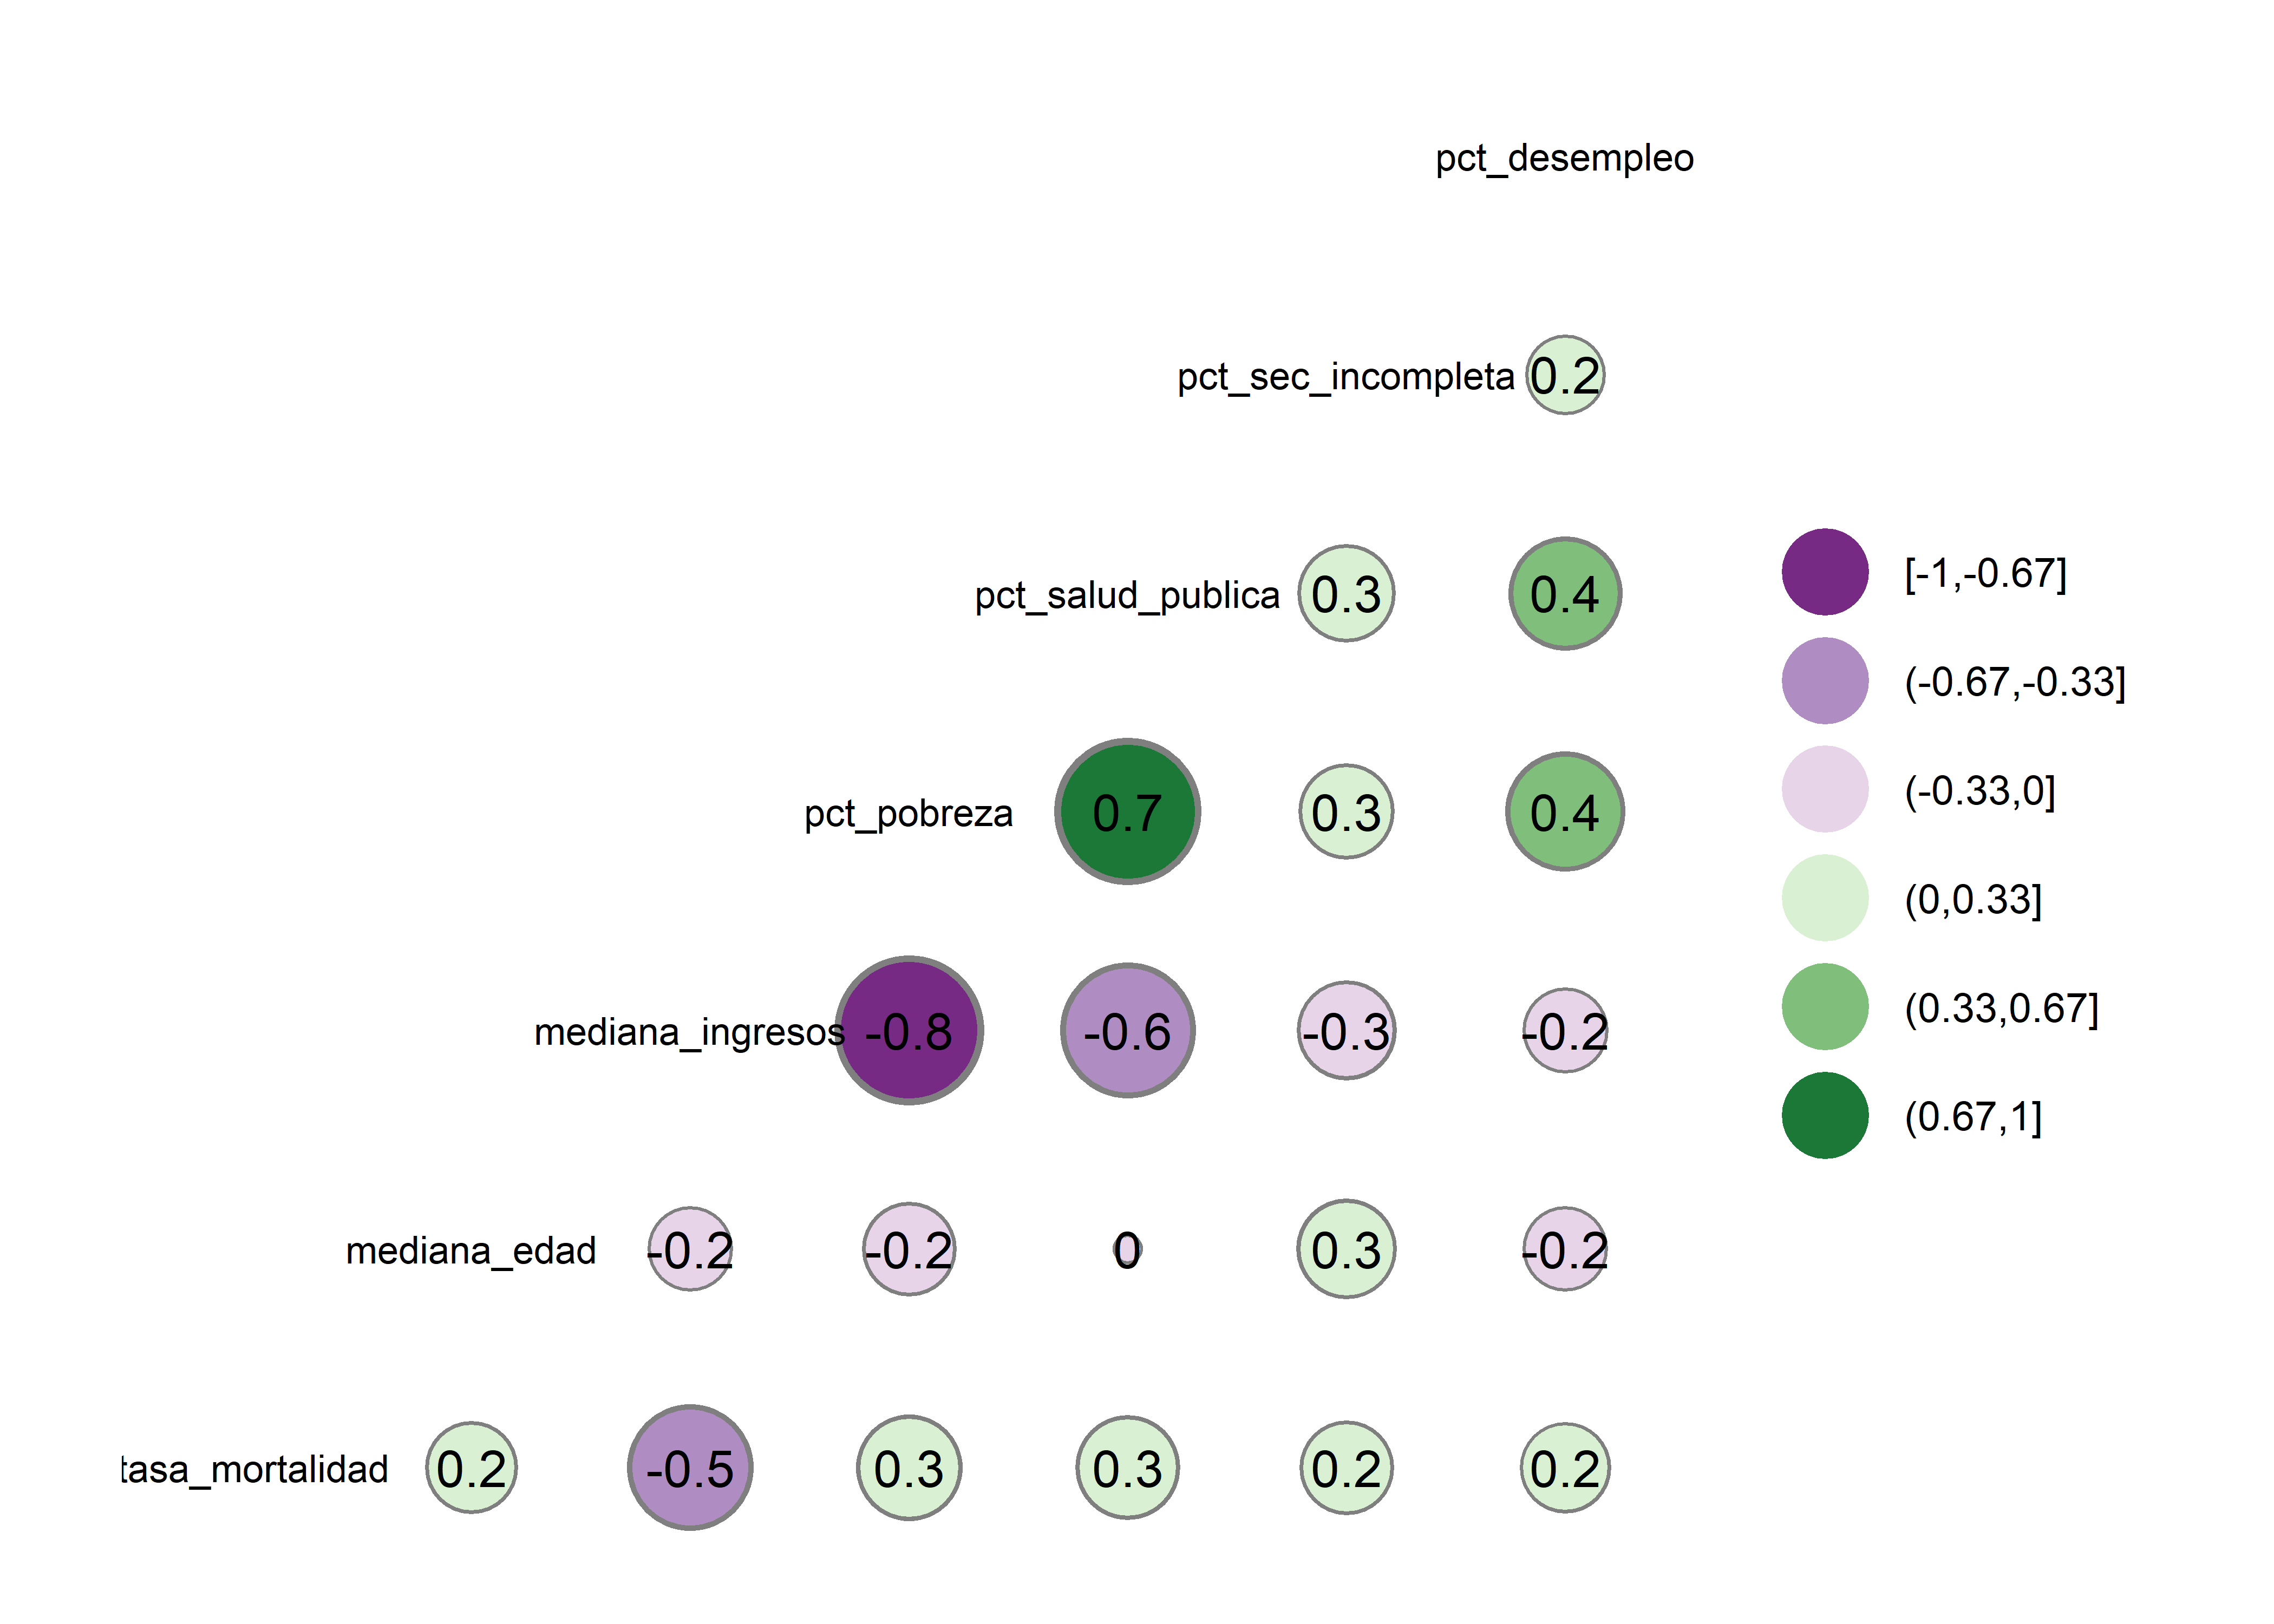 pct_desempleo
pct_sec_incompleta 0.2
pct_salud_publica 0.3 0.4
pct_pobreza 0.7 0.3 0.4
mediana_ingresos -0.8 -0.6 -0.3 -0.2
mediana_edad -0.2 -0.2 0 0.3 -0.2
tasa_mortalidad 0.2 -0.5 0.3 0.3 0.2 0.2
[-1,-0.67]
(-0.67,-0.33]
(-0.33,0]
(0,0.33]
(0.33,0.67]
(0.67,1]